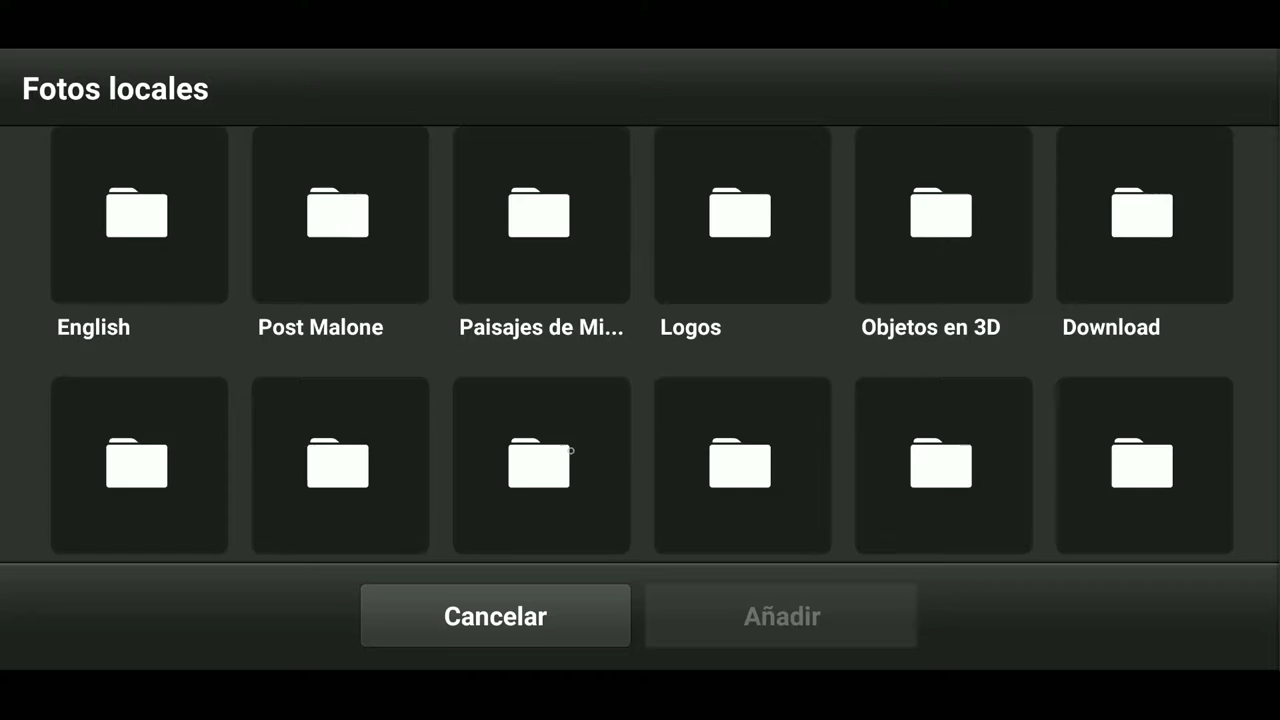 Fotos locales
English
Post Malone
Paisajes de Mi...
Logos
Objetos en 3D
Download
Cancelar
Añadir